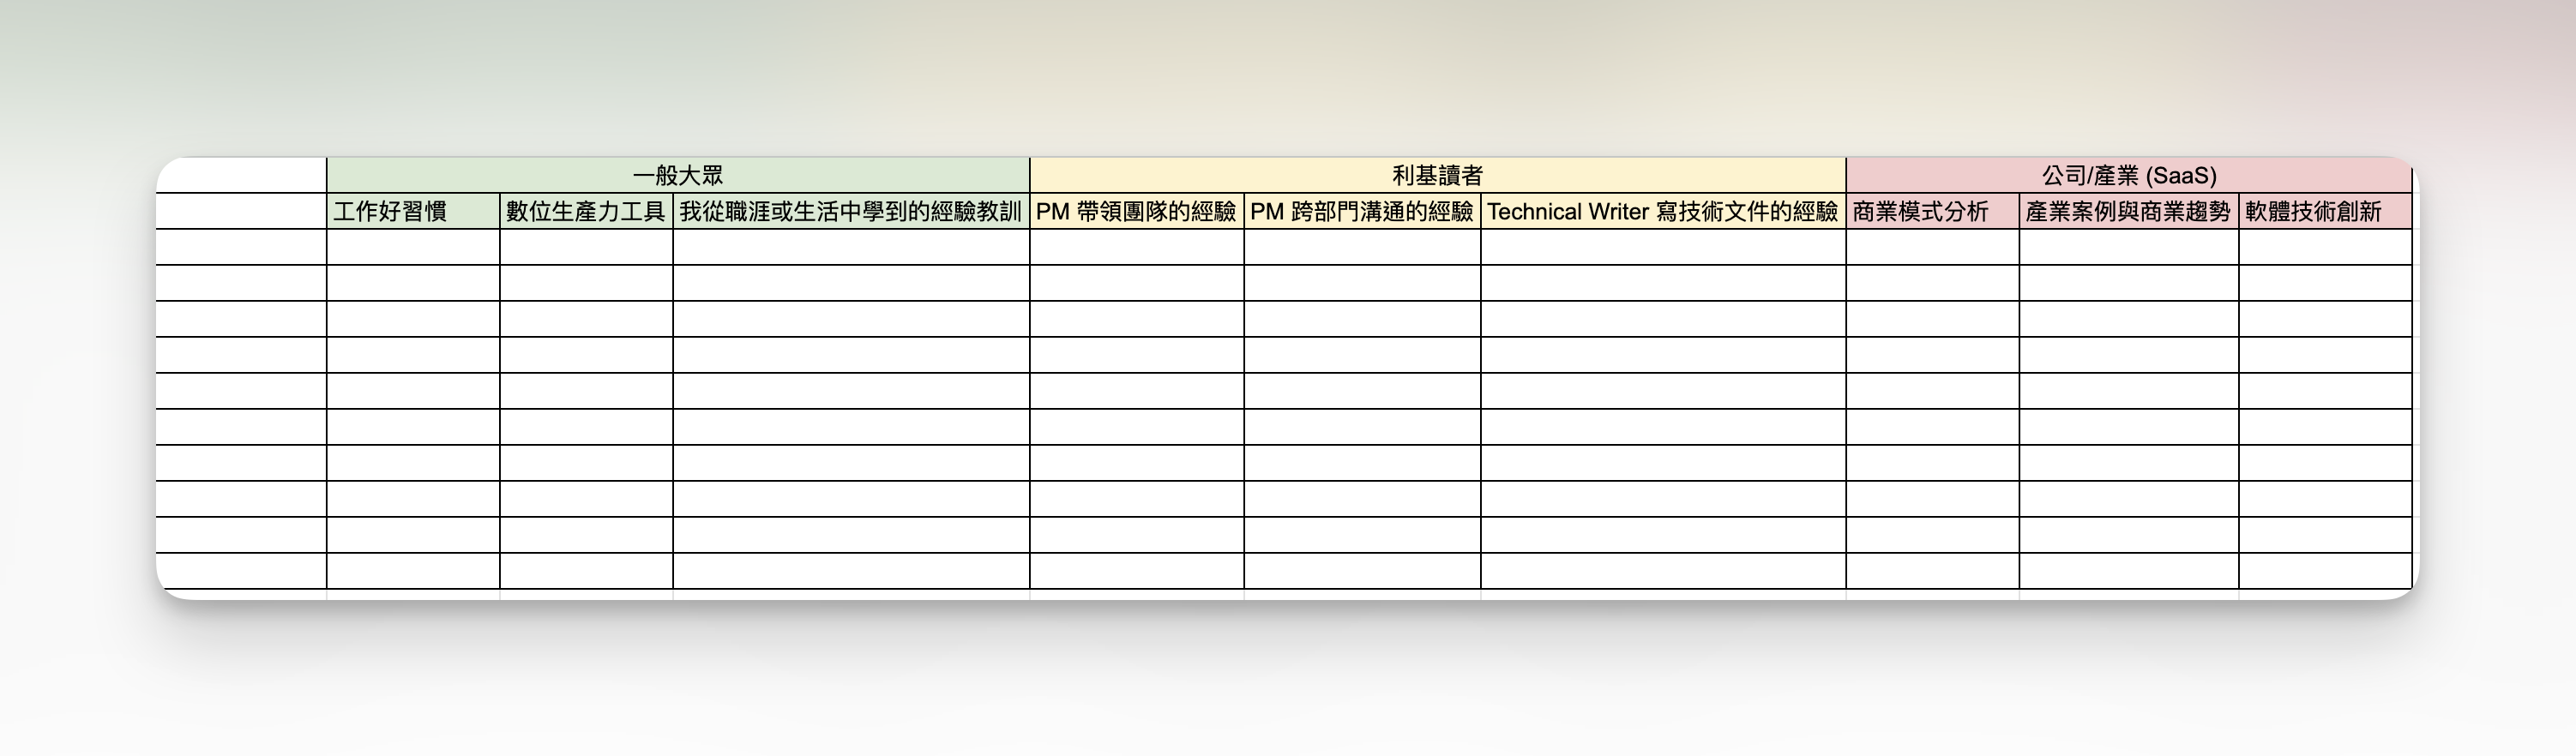 一般大眾 利基讀者 公司/產業 (SaaS)
工作好習慣 數位生產力工具 我從職涯或生活中學到的經驗教訓 PM 帶領團隊的經驗 PM 跨部門溝通的經驗 Technical Writer 寫技術文件的經驗 商業模式分析 產業案例與商業趨勢 軟體技術創新